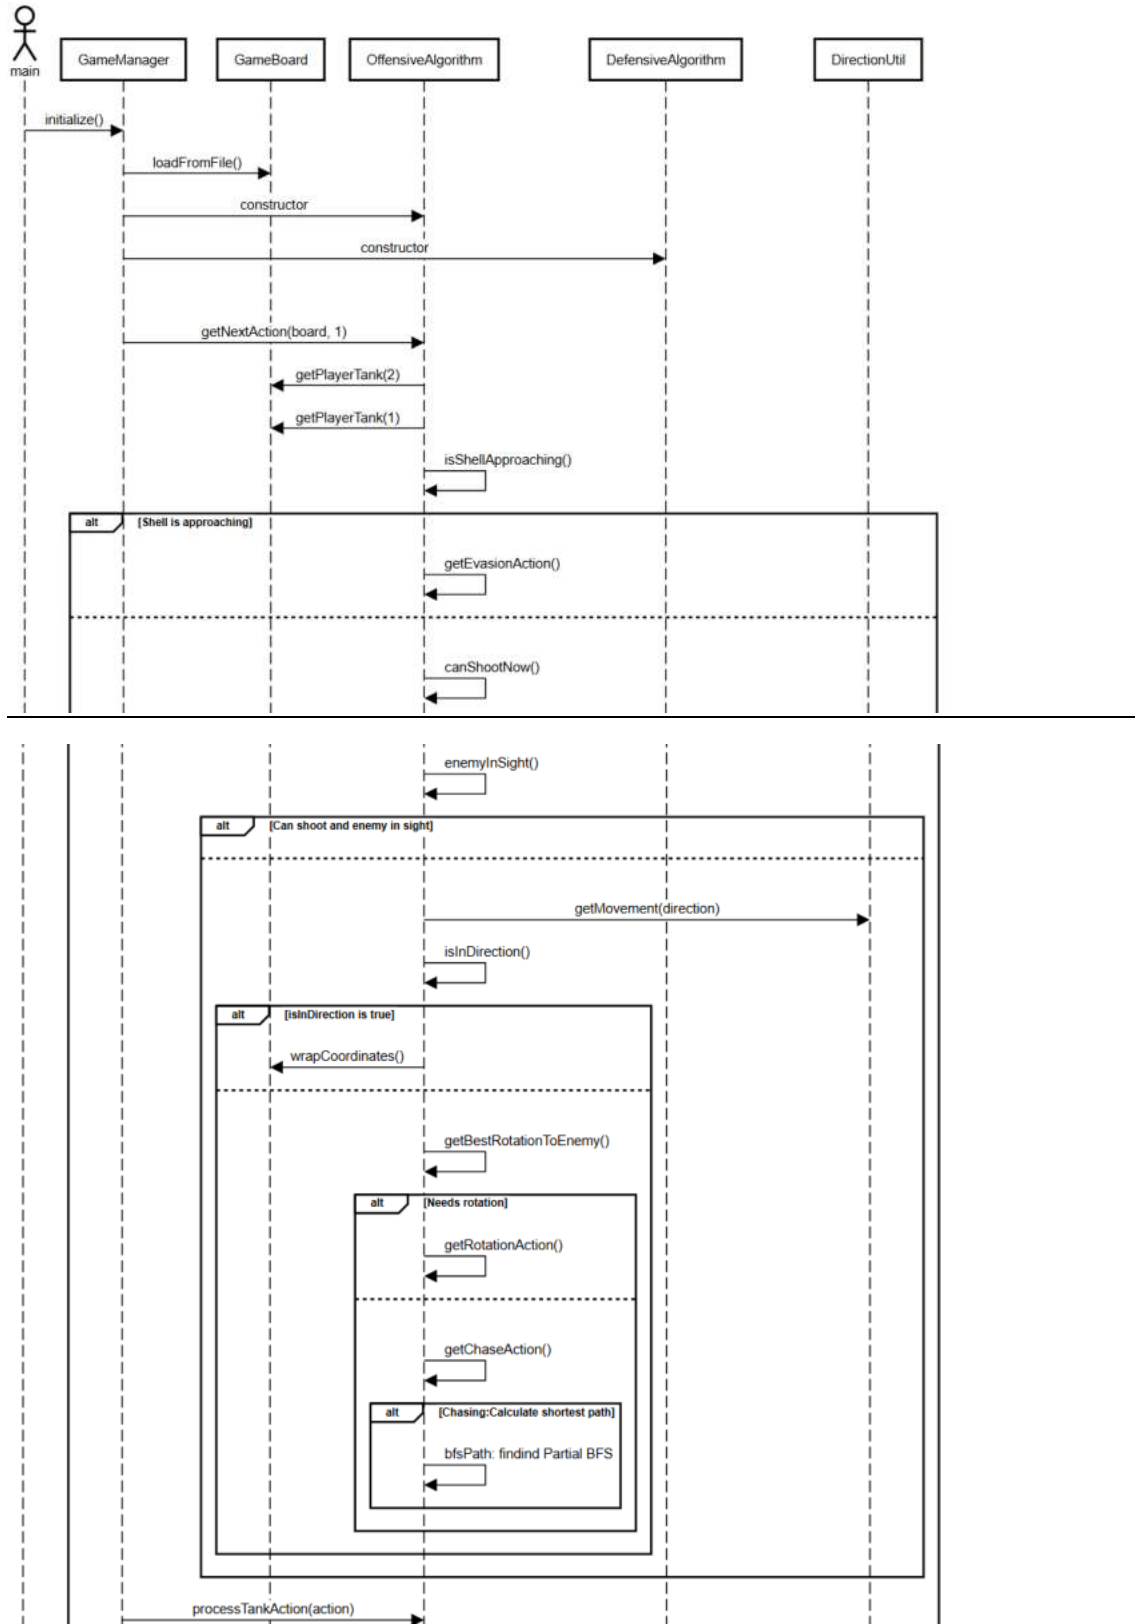 main
GameManager
GameBoard
OffensiveAlgorithm
DefensiveAlgorithm
DirectionUtil
initialize()
loadFromFile()
constructor
constructor
getNextAction(board, 1)
getPlayerTank(2)
getPlayerTank(1)
isShellApproaching()
alt [Shell is approaching]
getEvasionAction()
canShootNow()
enemyInSight()
alt [Can shoot and enemy in sight]
getMovement(direction)
isInDirection()
alt [isInDirection is true]
wrapCoordinates()
getBestRotationToEnemy()
alt [Needs rotation]
getRotationAction()
getChaseAction()
alt [Chasing:Calculate shortest path]
bfsPath: findind Partial BFS
processTankAction(action)